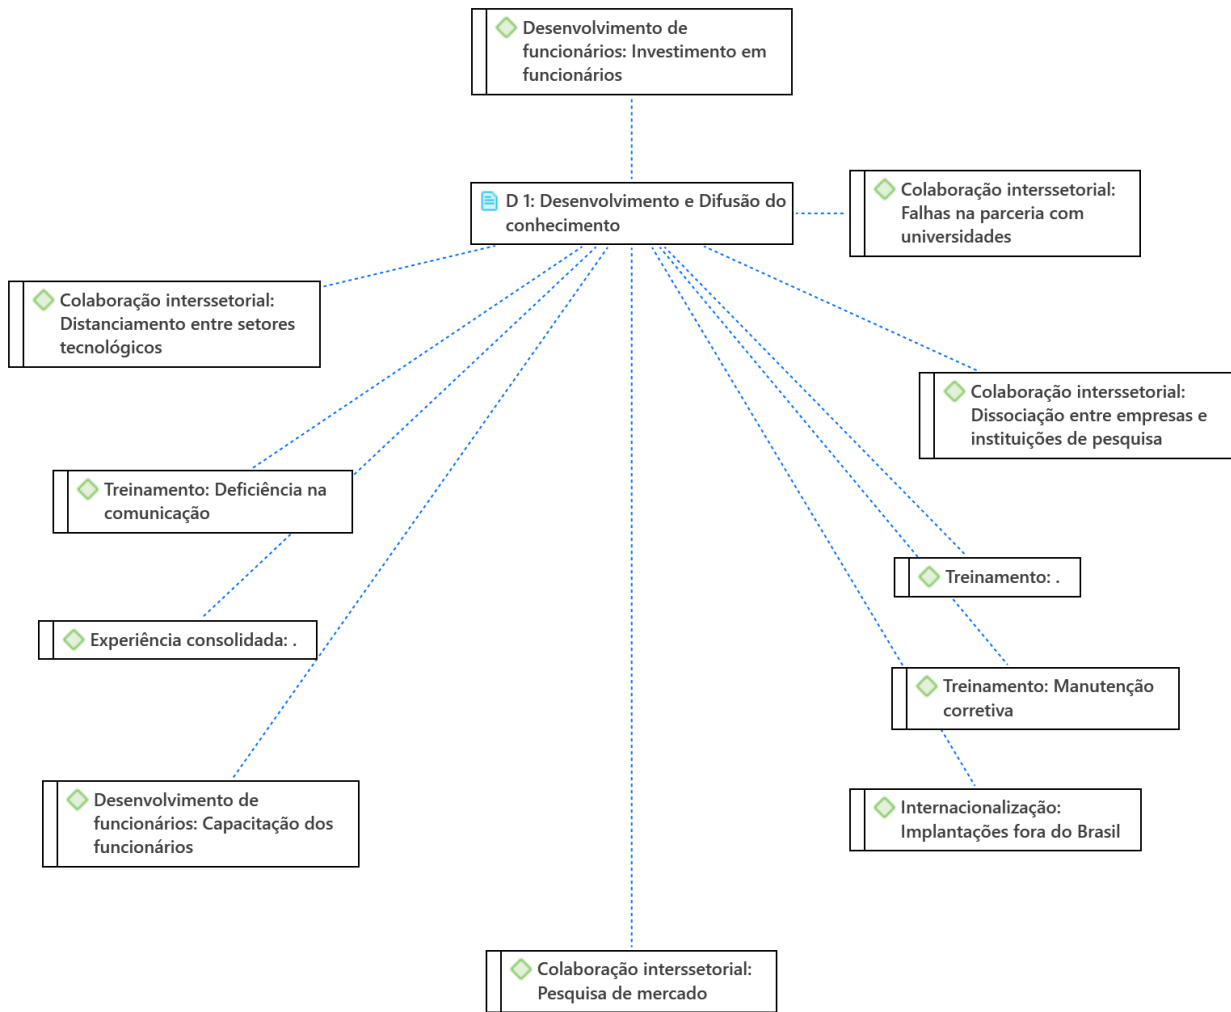 Desenvolvimento de
funcionários: Investimento em
funcionários
D 1: Desenvolvimento e Difusão do
conhecimento
Colaboração interssetorial:
Falhas na parceria com
universidades
Colaboração interssetorial:
Distanciamento entre setores
tecnológicos
Colaboração interssetorial:
Dissociação entre empresas e
instituições de pesquisa
Treinamento: Deficiência na
comunicação
Treinamento: .
Experiência consolidada: .
Treinamento: Manutenção
corretiva
Desenvolvimento de
funcionários: Capacitação dos
funcionários
Internacionalização:
Implantações fora do Brasil
Colaboração interssetorial:
Pesquisa de mercado